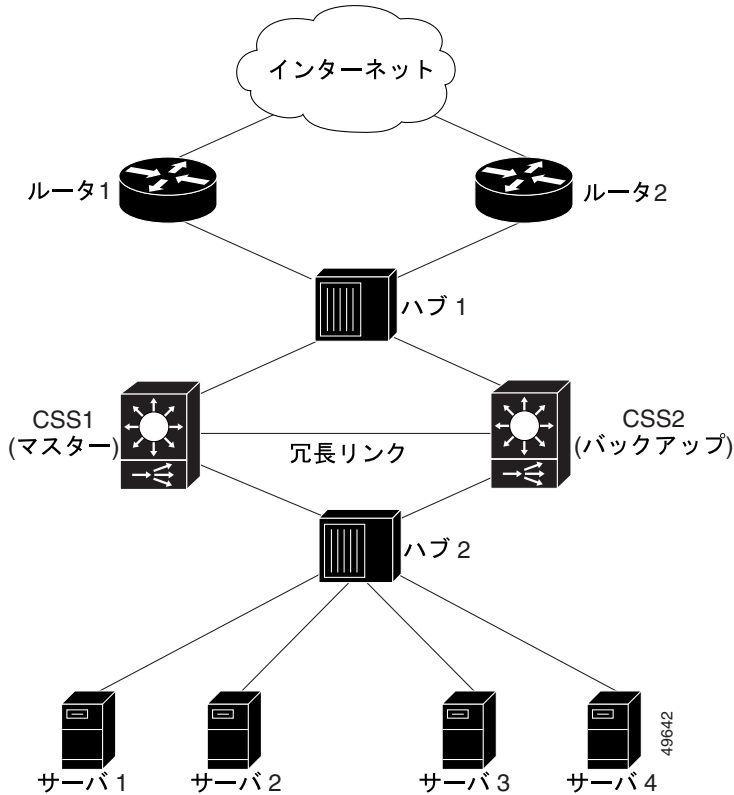 インターネット
ルータ1
ルータ2
ハブ 1
CSS1
(マスター)
CSS2
(バックアップ)
冗長リンク
ハブ 2
サーバ 1
サーバ 2
サーバ 3
サーバ 4
49642